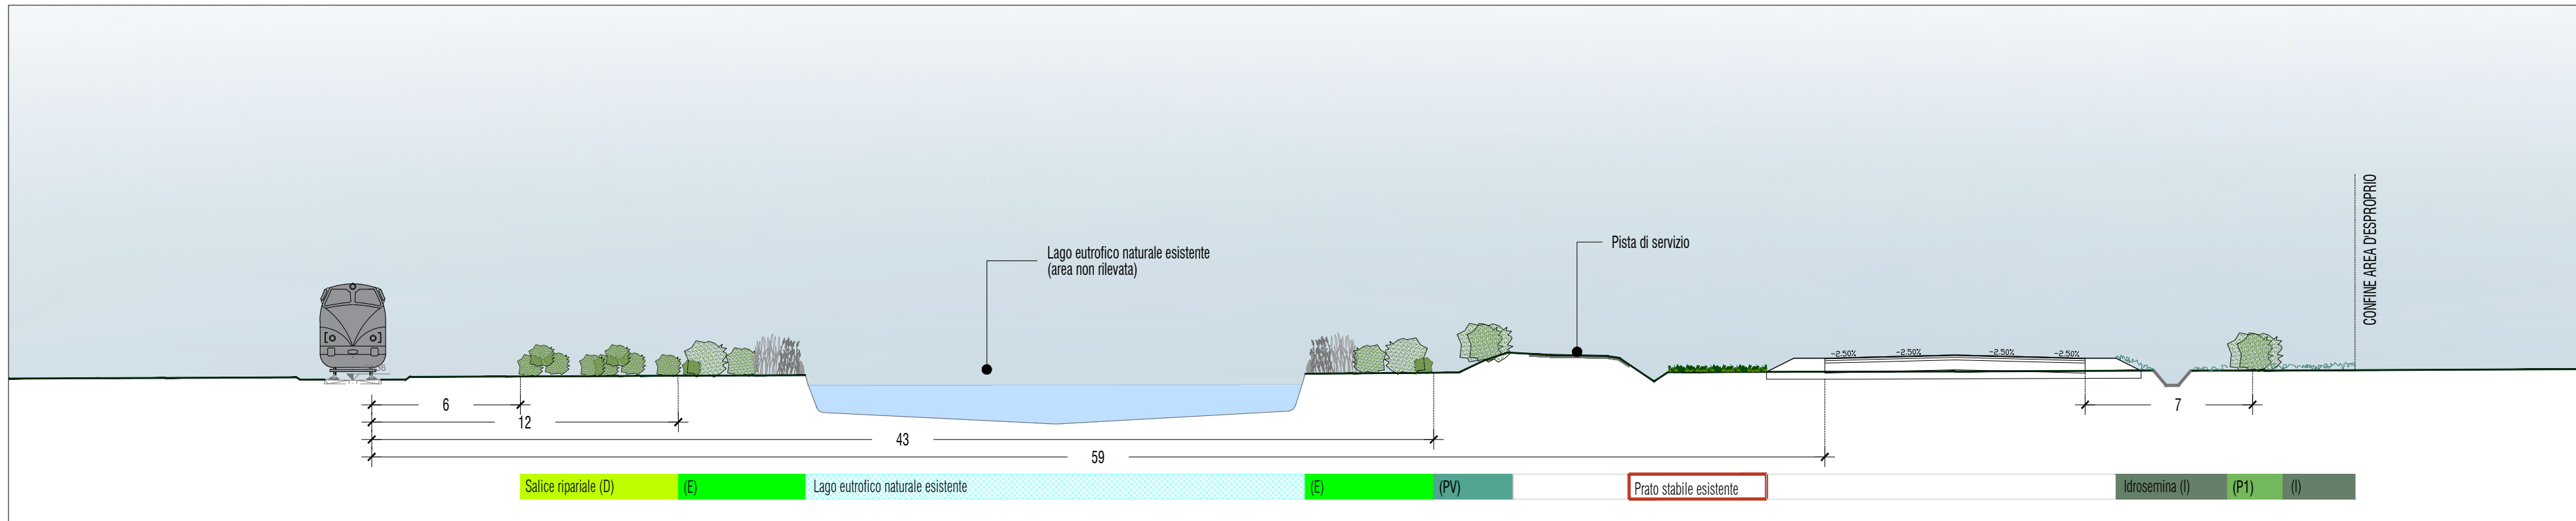 CONFINE AREA D'ESPROPRIO
Pista di servizio
Lago eutrofico naturale esistente
(area non rilevata)
-2.50%
-2.50%
-2.50%
-2.50%
6
7
12
43
59
Salice ripariale (D)
(E)
Lago eutrofico naturale esistente
(E)
(PV)
Prato stabile esistente
Idrosemina (I)
(P1)
(I)